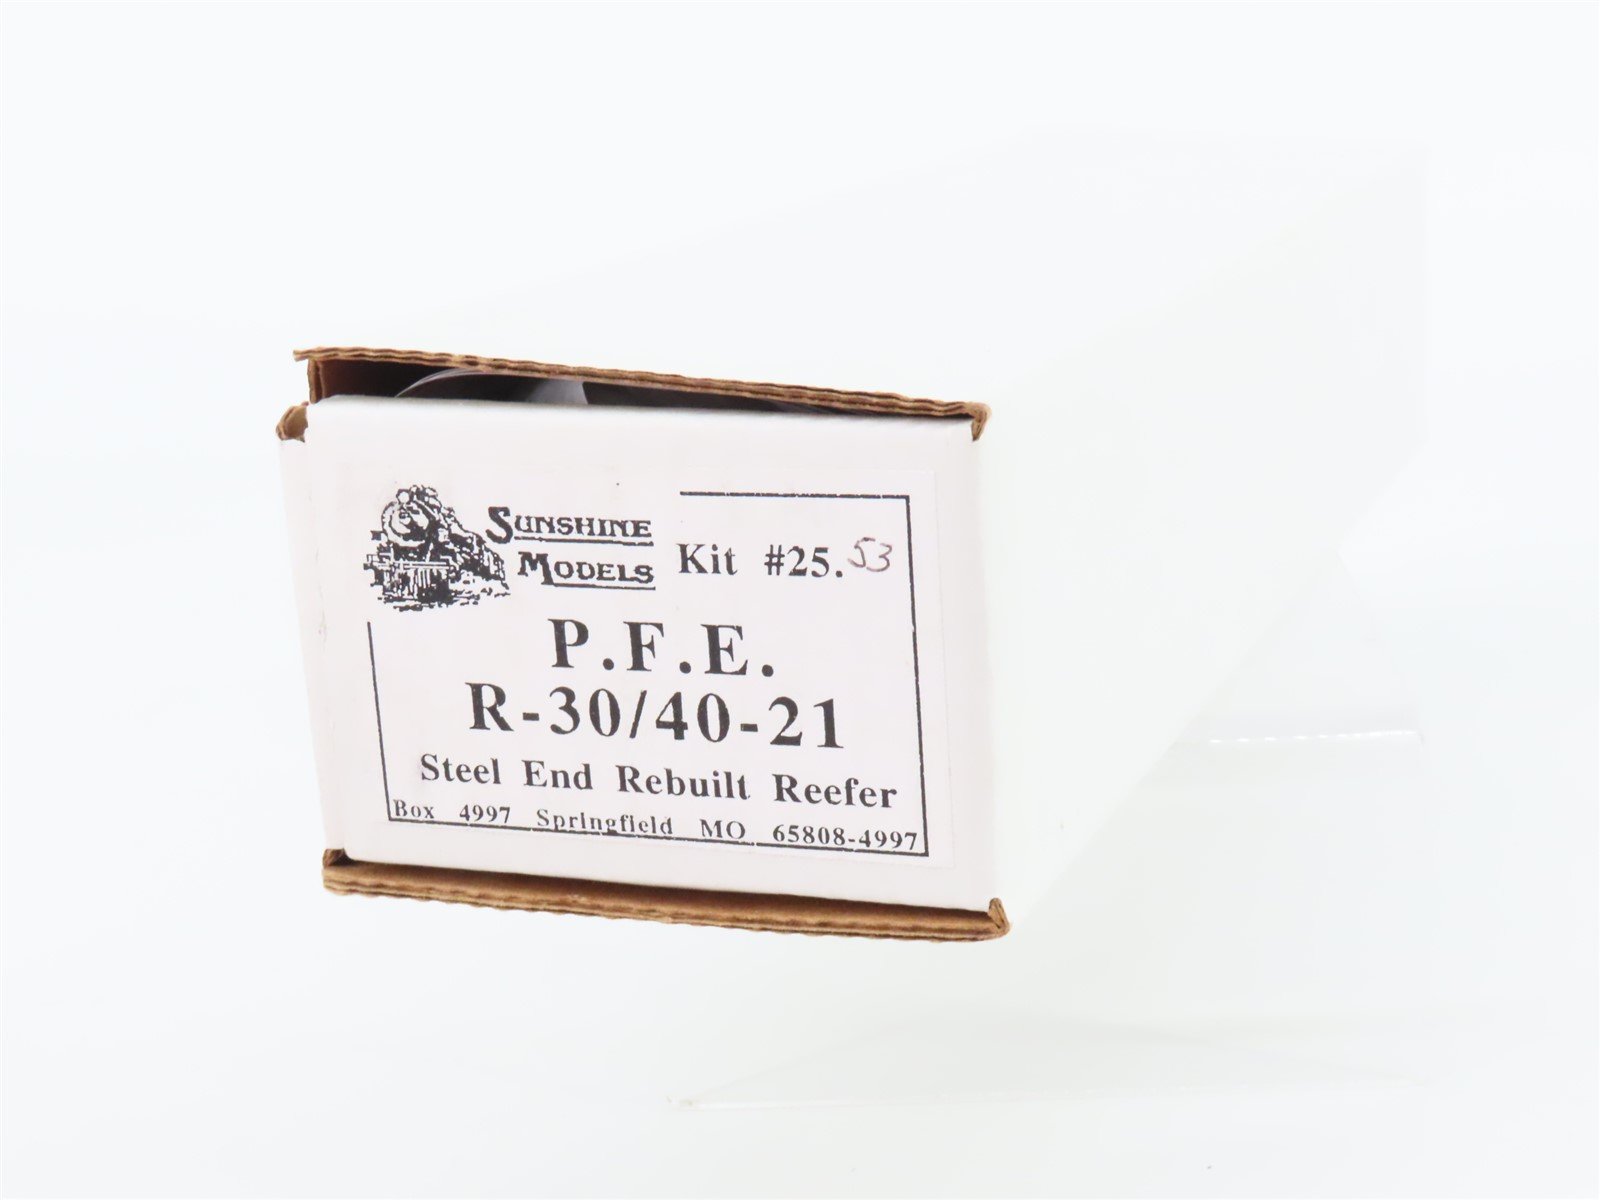 SUNSHINE
MODELS
Kit #25.53
P.F.E.
R-30/40-21
Steel End Rebuilt Reefer
Box 4997 Springfield MO 65808-4997